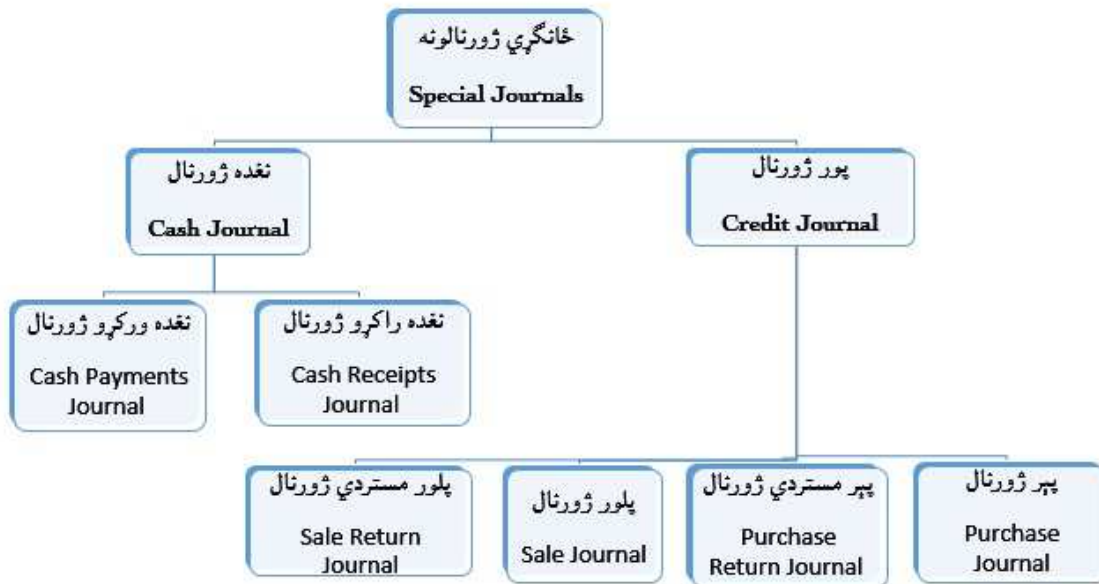 ځانګړي ژورنالونه
Special Journals
نغده ژورنال
Cash Journal
پور ژورنال
Credit Journal
نغده ورکړو ژورنال
Cash Payments
Journal
نغده راکړو ژورنال
Cash Receipts
Journal
پلور مستردي ژورنال
Sale Return
Journal
پلور ژورنال
Sale Journal
پېر مستردي ژورنال
Purchase
Return Journal
پېر ژورنال
Purchase
Journal